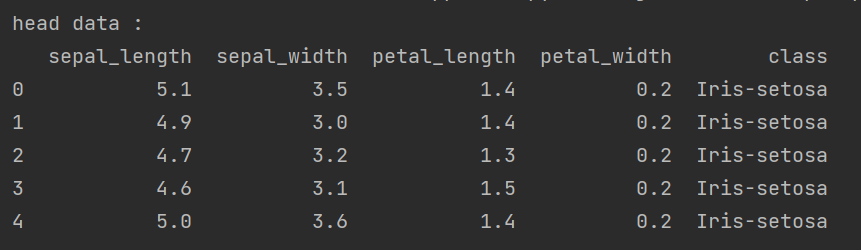 head data :
sepal_length sepal_width petal_length petal_width class
0 5.1 3.5 1.4 0.2 Iris-setosa
1 4.9 3.0 1.4 0.2 Iris-setosa
2 4.7 3.2 1.3 0.2 Iris-setosa
3 4.6 3.1 1.5 0.2 Iris-setosa
4 5.0 3.6 1.4 0.2 Iris-setosa